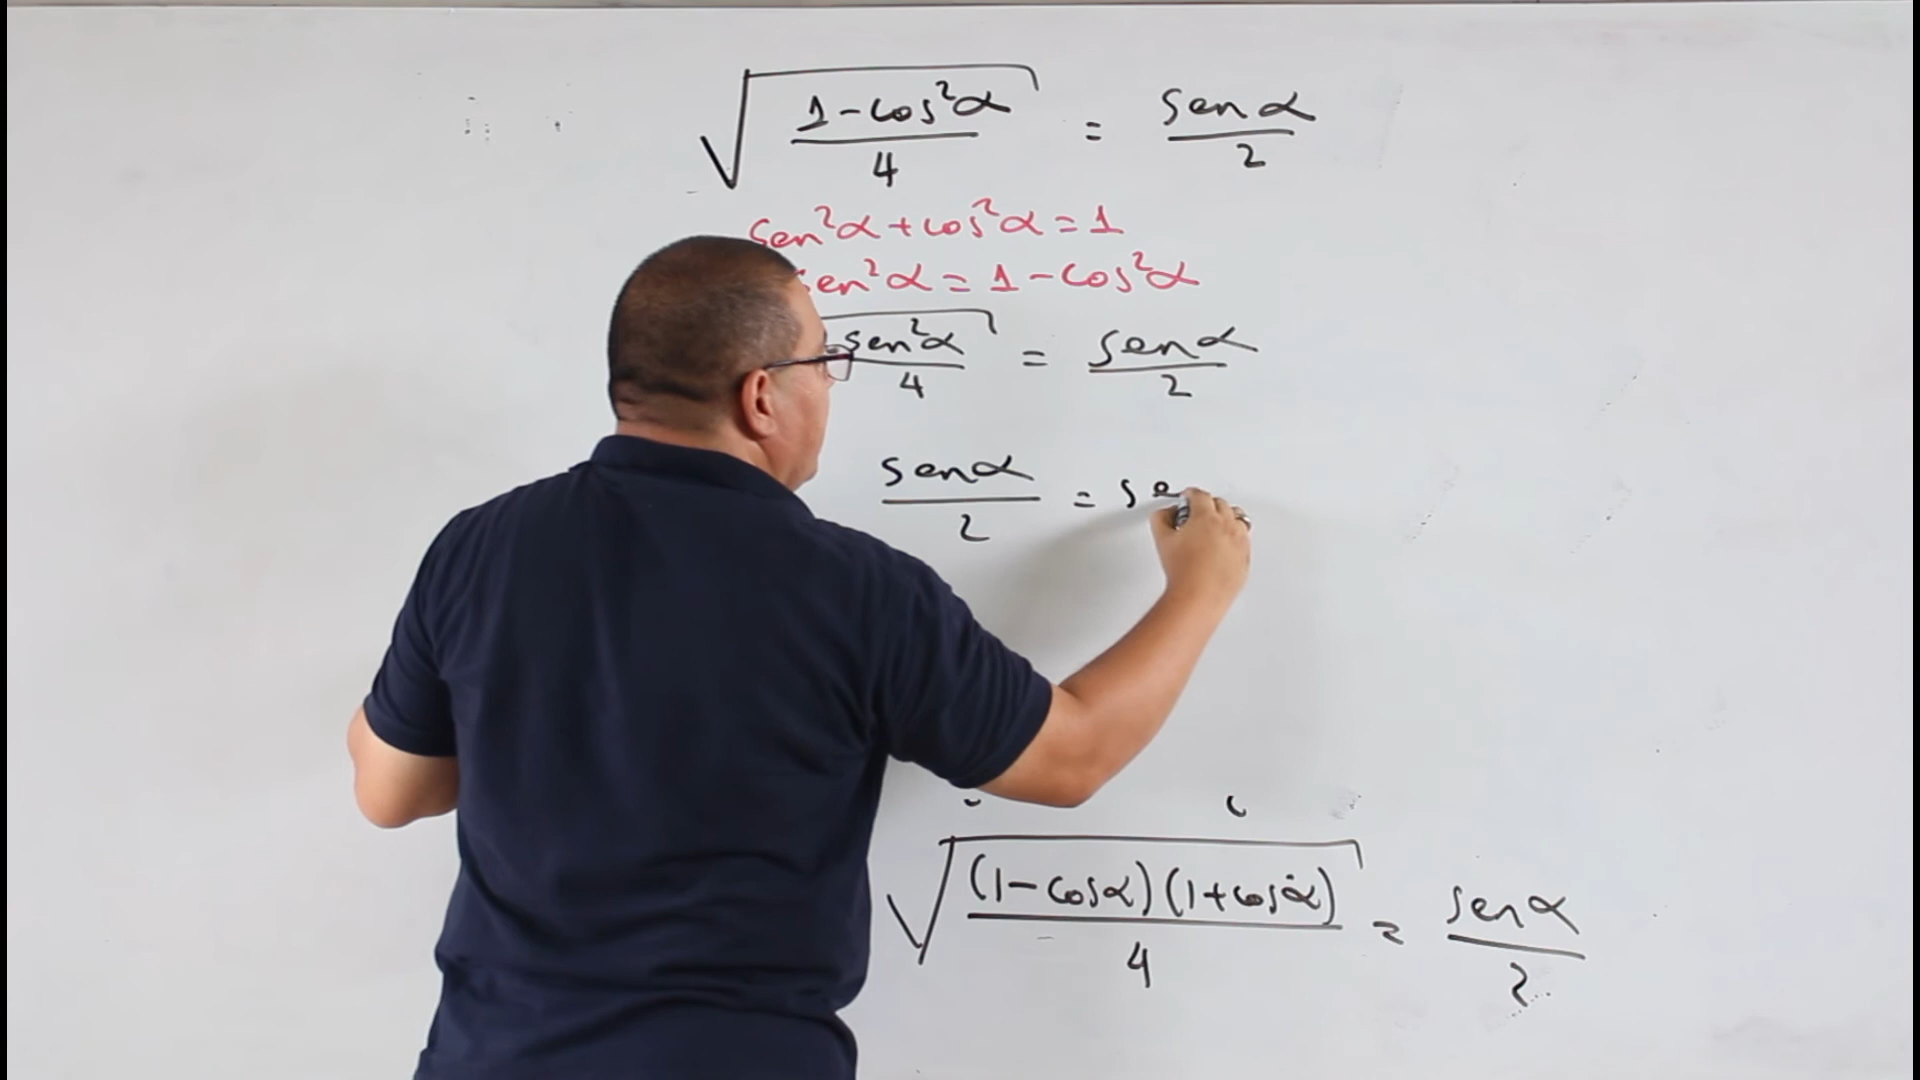 √((1-cos²α)/4) = senα/2
sen²α+cos²α=1
sen²α=1-cos²α
sen²α/4 = senα/2
senα/2 = se
√((1-cosα)(1+cosα)/4) = senα/2